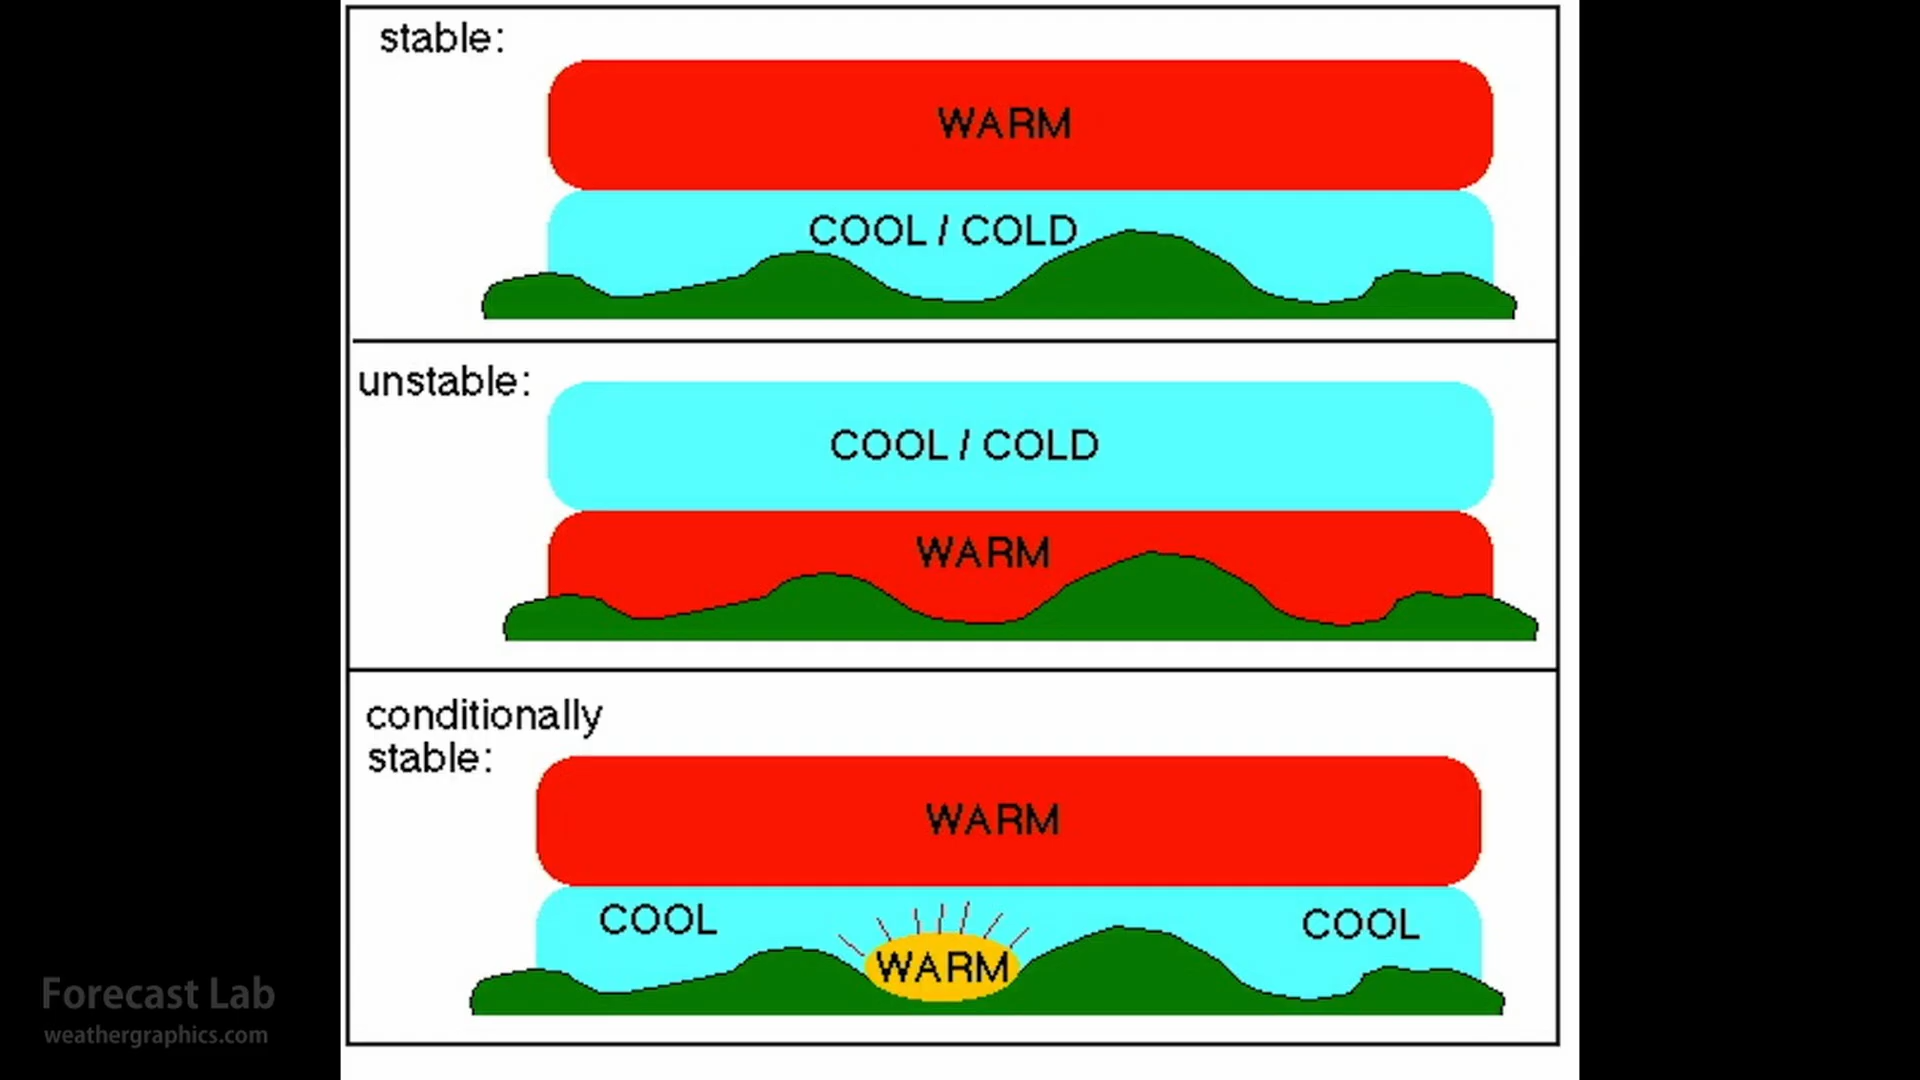 stable:
WARM
COOL / COLD
unstable:
COOL / COLD
WARM
conditionally
stable:
WARM
COOL
COOL
WARM
Forecast Lab
weathergraphics.com